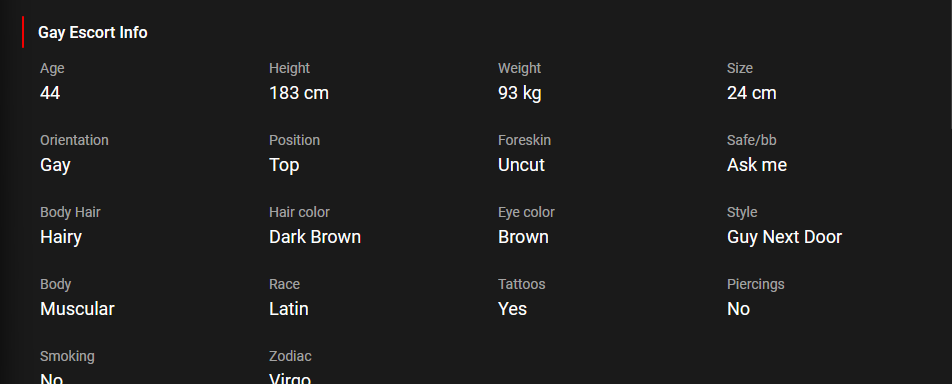 Gay Escort Info
Age Height Weight Size
44 183 cm 93 kg 24 cm
Orientation Position Foreskin Safe/bb
Gay Top Uncut Ask me
Body Hair Hair color Eye color Style
Hairy Dark Brown Brown Guy Next Door
Body Race Tattoos Piercings
Muscular Latin Yes No
Smoking Zodiac
No Virgo